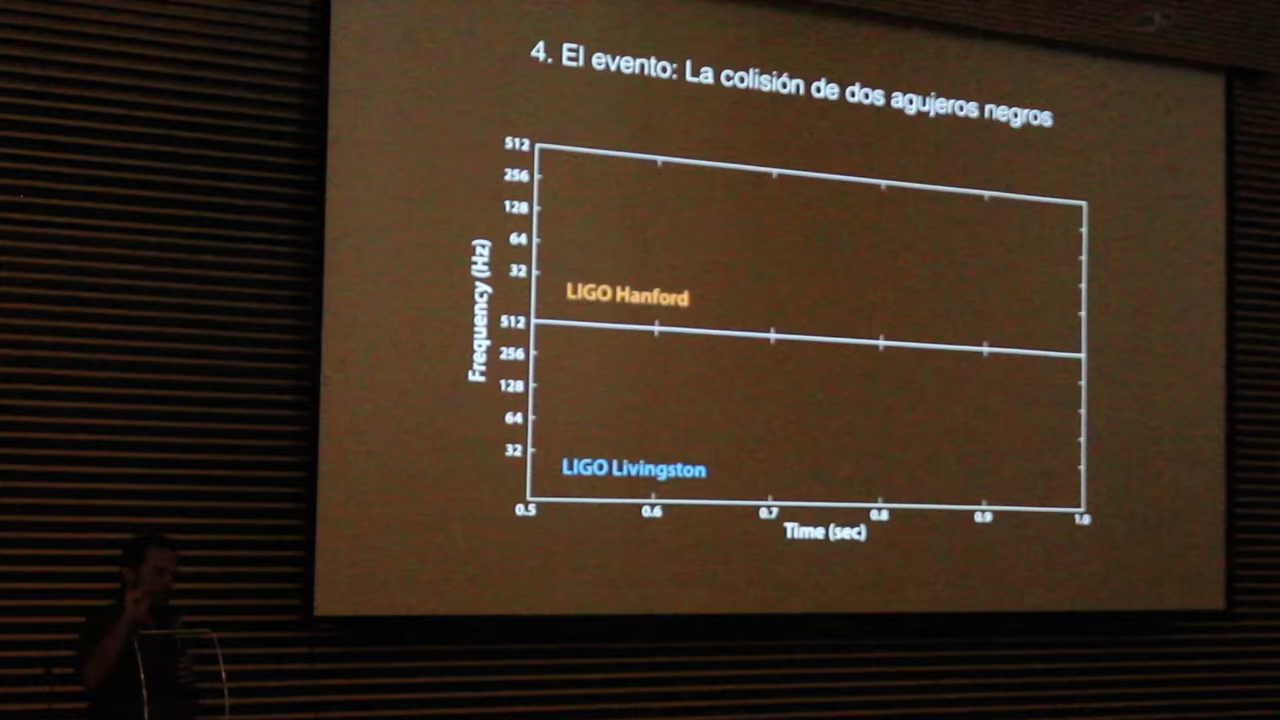 4. El evento: La colisión de dos agujeros negros
512
256
128
64
32
LIGO Hanford
Frequency (Hz)
512
256
128
64
32
LIGO Livingston
0.5 0.6 0.7 0.8 0.9 1.0
Time (sec)